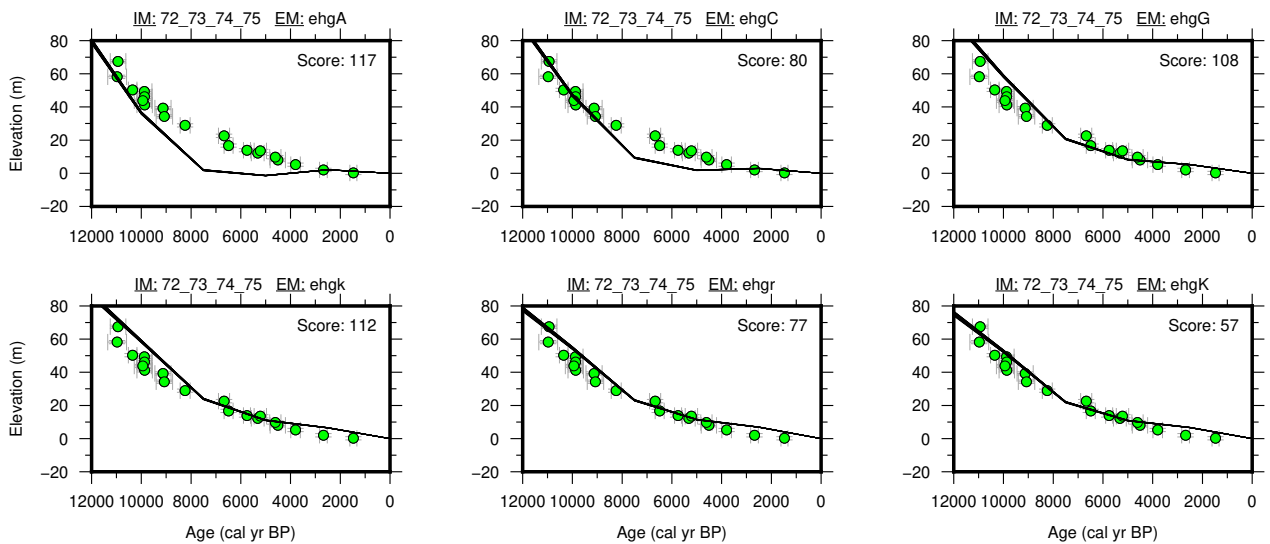 IM: 72_73_74_75 EM: ehgA
Score: 117
Elevation (m)
80
60
40
20
0
−20
12000 10000 8000 6000 4000 2000 0
IM: 72_73_74_75 EM: ehgC
Score: 80
80
60
40
20
0
−20
12000 10000 8000 6000 4000 2000 0
IM: 72_73_74_75 EM: ehgG
Score: 108
80
60
40
20
0
−20
12000 10000 8000 6000 4000 2000 0
IM: 72_73_74_75 EM: ehgk
Score: 112
Elevation (m)
80
60
40
20
0
−20
12000 10000 8000 6000 4000 2000 0
Age (cal yr BP)
IM: 72_73_74_75 EM: ehgr
Score: 77
80
60
40
20
0
−20
12000 10000 8000 6000 4000 2000 0
Age (cal yr BP)
IM: 72_73_74_75 EM: ehgK
Score: 57
80
60
40
20
0
−20
12000 10000 8000 6000 4000 2000 0
Age (cal yr BP)